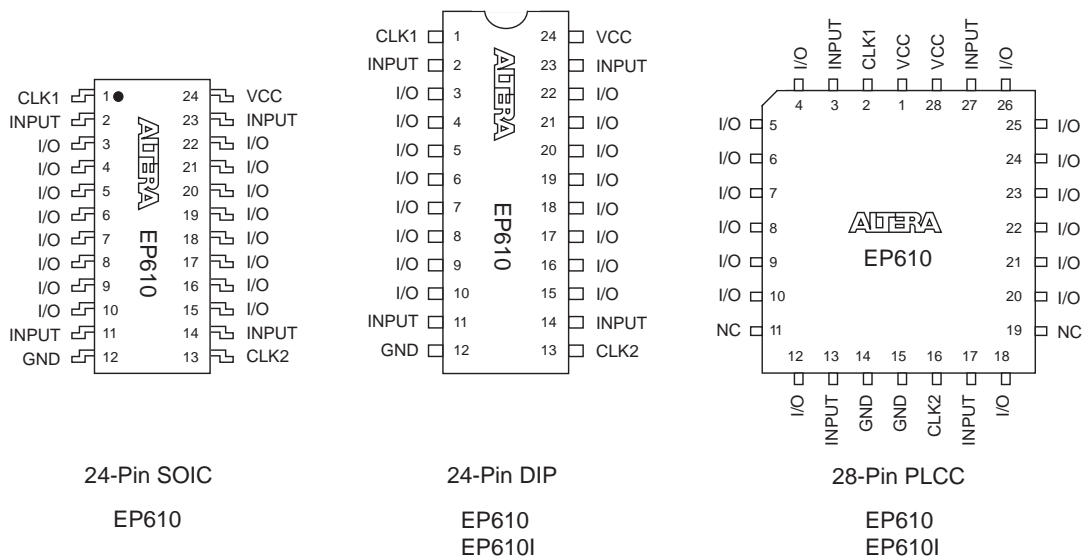 CLK1 1 24 VCC
INPUT 2 23 INPUT
I/O 3 22 I/O
I/O 4 21 I/O
I/O 5 20 I/O
I/O 6 19 I/O
I/O 7 18 I/O
I/O 8 17 I/O
I/O 9 16 I/O
I/O 10 15 I/O
INPUT 11 14 INPUT
GND 12 13 CLK2
ALTERA
EP610
24-Pin SOIC
EP610
CLK1 1 24 VCC
INPUT 2 23 INPUT
I/O 3 22 I/O
I/O 4 21 I/O
I/O 5 20 I/O
I/O 6 19 I/O
I/O 7 18 I/O
I/O 8 17 I/O
I/O 9 16 I/O
I/O 10 15 I/O
INPUT 11 14 INPUT
GND 12 13 CLK2
ALTERA
EP610
24-Pin DIP
EP610
EP610I
I/O INPUT CLK1 VCC VCC INPUT I/O
4 3 2 1 28 27 26
I/O 5 25 I/O
I/O 6 24 I/O
I/O 7 23 I/O
I/O 8 22 I/O
I/O 9 21 I/O
I/O 10 20 I/O
NC 11 19 NC
ALTERA
EP610
12 13 14 15 16 17 18
I/O INPUT GND GND CLK2 INPUT I/O
28-Pin PLCC
EP610
EP610I